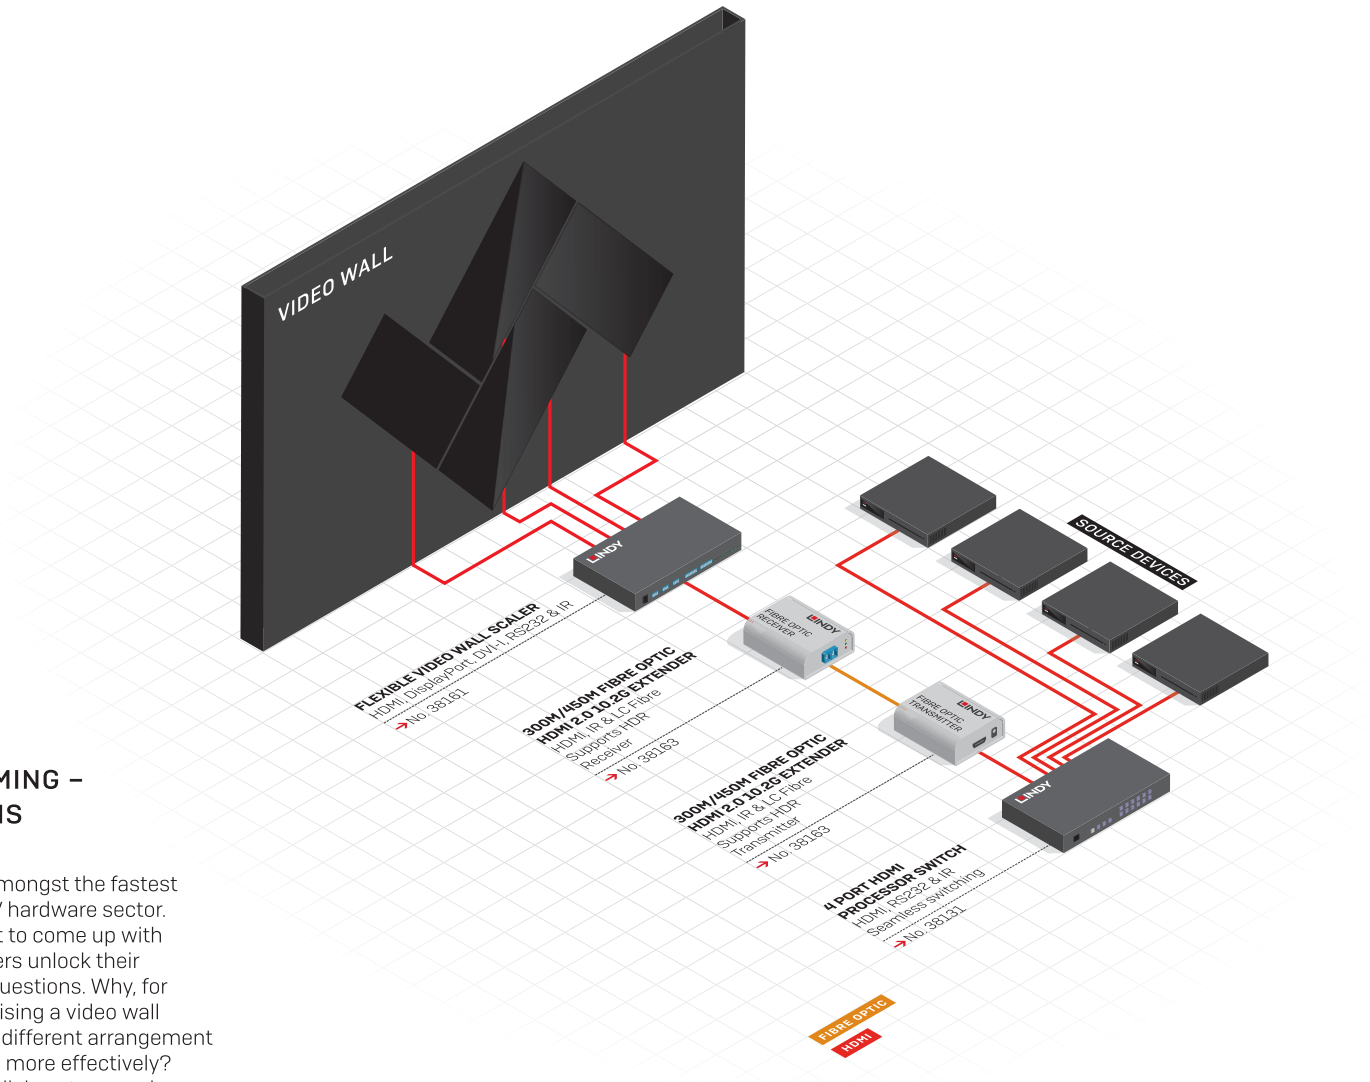 VIDEO WALL
SOURCE DEVICES
LINDY
FLEXIBLE VIDEO WALL SCALER
HDMI, DisplayPort, DVI-I, RS232 & IR
No. 38161
FIBRE OPTIC
RECEIVER
LINDY
300M/450M FIBRE OPTIC
HDMI 2.0 10.2G EXTENDER
HDMI, IR & LC Fibre
Supports HDR
Receiver
No. 38163
FIBRE OPTIC
TRANSMITTER
LINDY
300M/450M FIBRE OPTIC
HDMI 2.0 10.2G EXTENDER
HDMI, IR & LC Fibre
Supports HDR
Transmitter
No. 38163
LINDY
4 PORT HDMI
PROCESSOR SWITCH
HDMI, RS232 & IR
Seamless switching
No. 38131
FIBRE OPTIC
HDMI
MING –
NS
mongst the fastest
V hardware sector.
t to come up with
ers unlock their
uestions. Why, for
ising a video wall
different arrangement
more effectively?